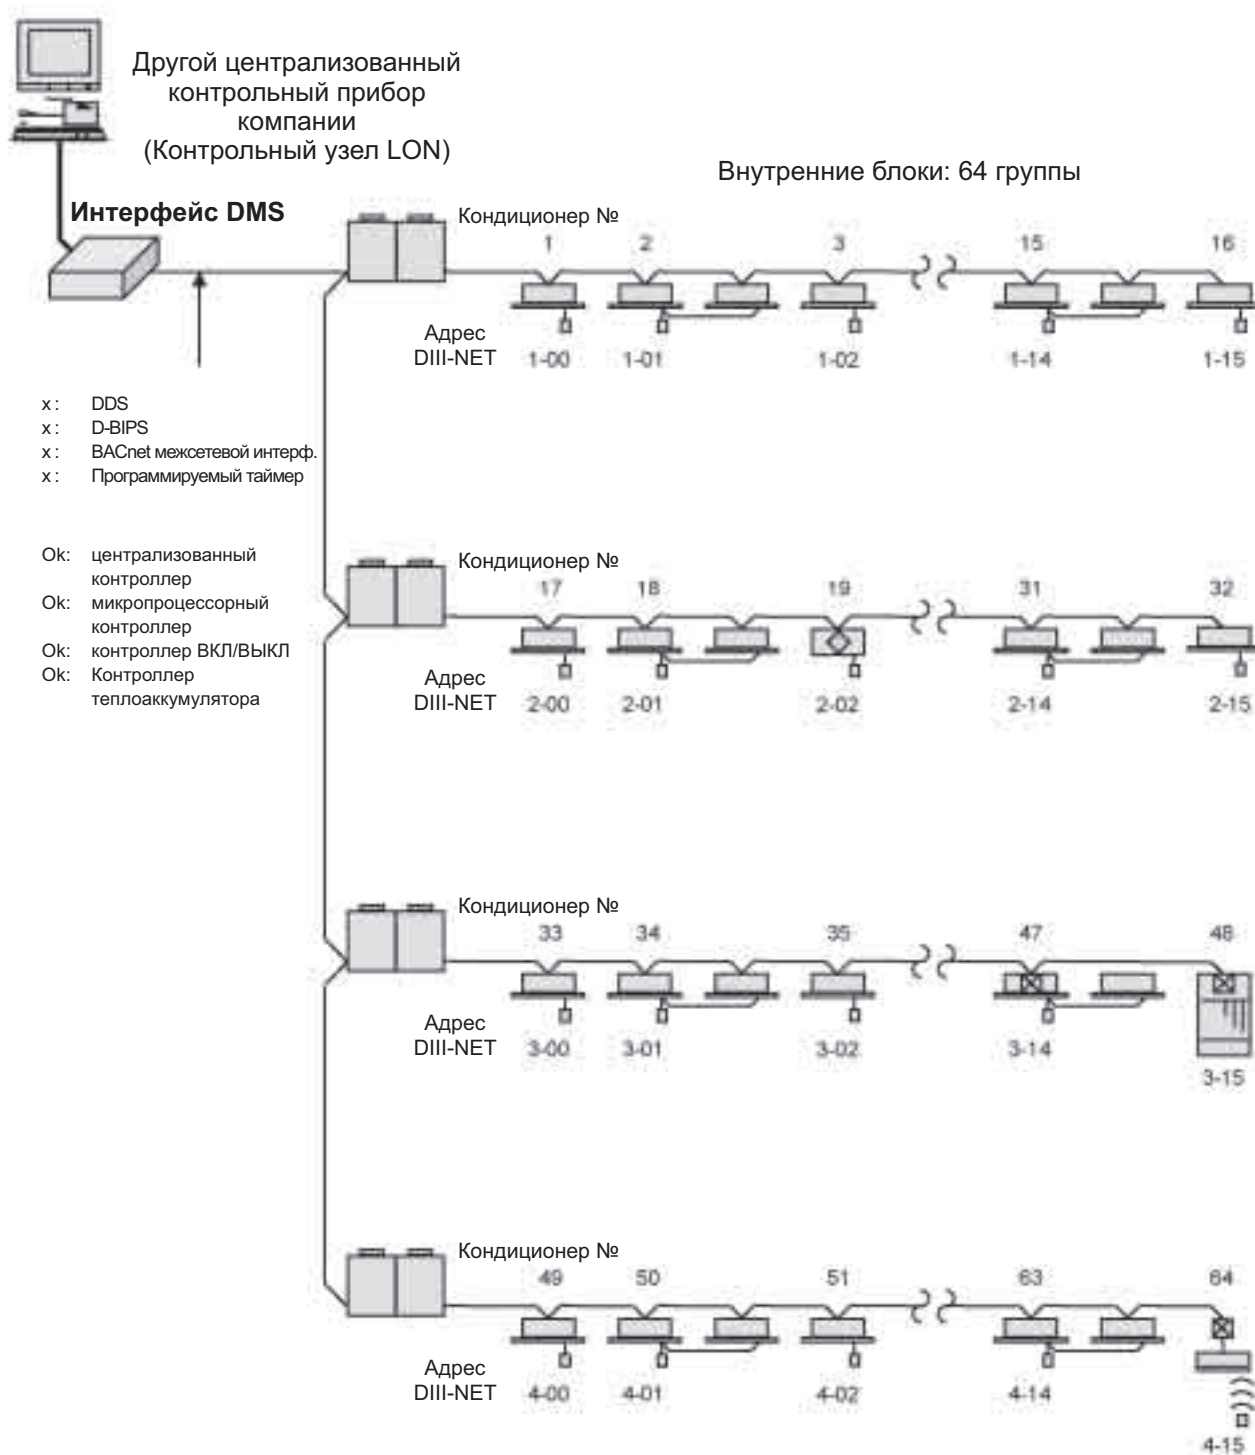 Другой централизованный
контрольный прибор
компании
(Контрольный узел LON)
Внутренние блоки: 64 группы
Интерфейс DMS
Кондиционер №
1 2 3 15 16
Адрес
DIII-NET
1-00 1-01 1-02 1-14 1-15
x : DDS
x : D-BIPS
x : BACnet межсетевой интерф.
x : Программируемый таймер
Ok: централизованный
контроллер
Ok: микропроцессорный
контроллер
Ok: контроллер ВКЛ/ВЫКЛ
Ok: Контроллер
теплоаккумулятора
Кондиционер №
17 18 19 31 32
Адрес
DIII-NET
2-00 2-01 2-02 2-14 2-15
Кондиционер №
33 34 35 47 48
Адрес
DIII-NET
3-00 3-01 3-02 3-14
3-15
Кондиционер №
49 50 51 63 64
Адрес
DIII-NET
4-00 4-01 4-02 4-14
4-15